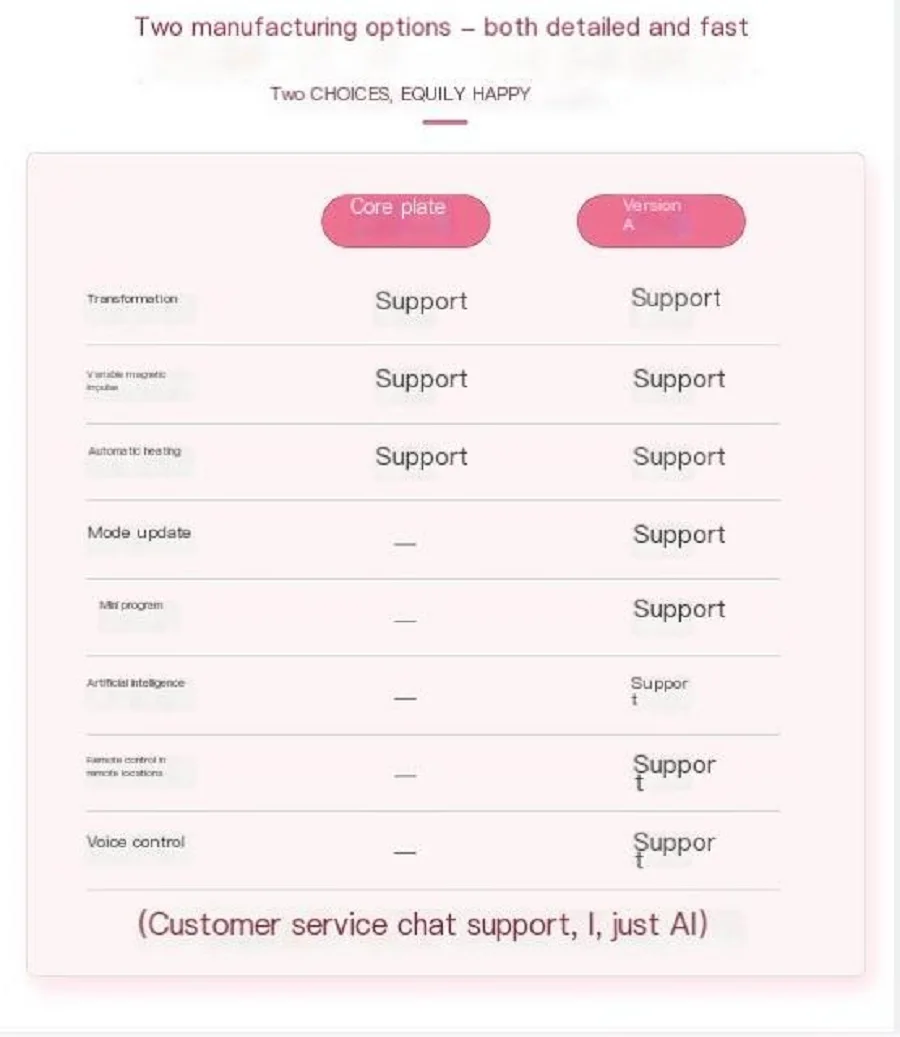 Two manufacturing options – both detailed and fast
Two CHOICES, EQUILY HAPPY
Core plate
Version
A
Transformation
Support
Support
Variable magnetic
impulse
Support
Support
Automatic heating
Support
Support
Mode update
—
Support
Mini program
—
Support
Artificial intelligence
—
Suppor
t
Remote control in
remote locations
—
Suppor
t
Voice control
—
Suppor
t
(Customer service chat support, I, just AI)